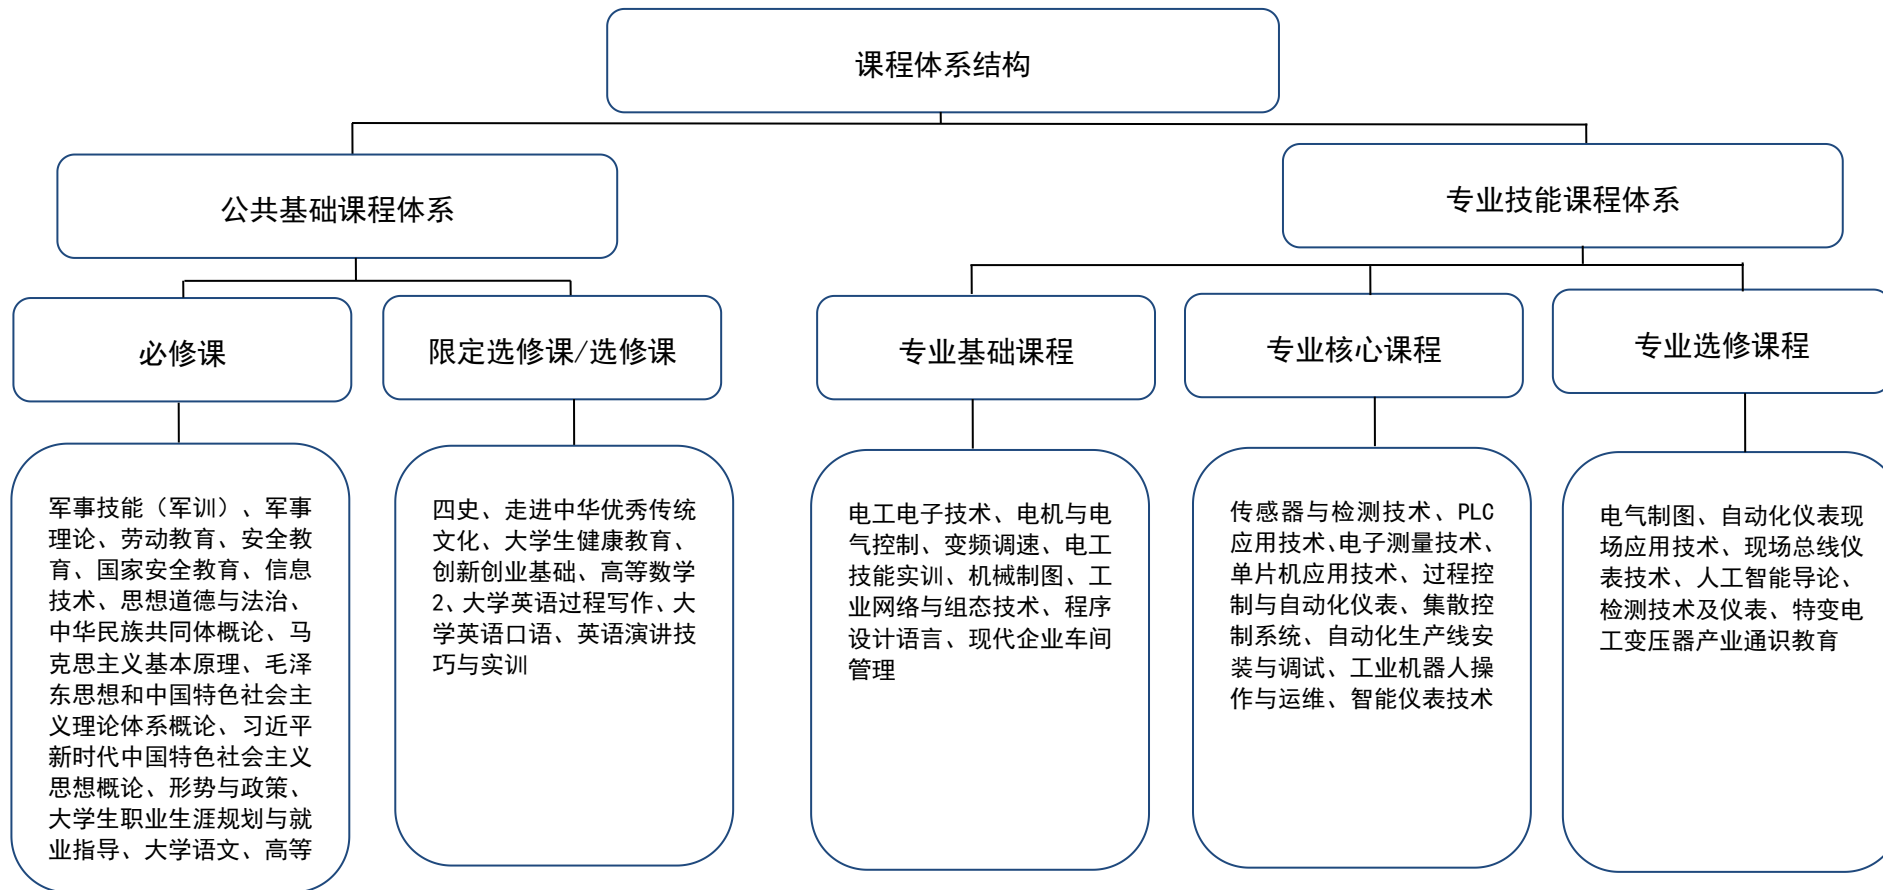 课程体系结构
公共基础课程体系
专业技能课程体系
必修课
限定选修课/选修课
专业基础课程
专业核心课程
专业选修课程
军事技能（军训）、军事
理论、劳动教育、安全教
育、国家安全教育、信息
技术、思想道德与法治、
中华民族共同体概论、马
克思主义基本原理、毛泽
东思想和中国特色社会主
义理论体系概论、习近平
新时代中国特色社会主义
思想概论、形势与政策、
大学生职业生涯规划与就
业指导、大学语文、高等
四史、走进中华优秀传统
文化、大学生健康教育、
创新创业基础、高等数学
2、大学英语过程写作、大
学英语口语、英语演讲技
巧与实训
电工电子技术、电机与电
气控制、变频调速、电工
技能实训、机械制图、工
业网络与组态技术、程序
设计语言、现代企业车间
管理
传感器与检测技术、PLC
应用技术、电子测量技术、
单片机应用技术、过程控
制与自动化仪表、集散控
制系统、自动化生产线安
装与调试、工业机器人操
作与运维、智能仪表技术
电气制图、自动化仪表现
场应用技术、现场总线仪
表技术、人工智能导论、
检测技术及仪表、特变电
工变压器产业通识教育